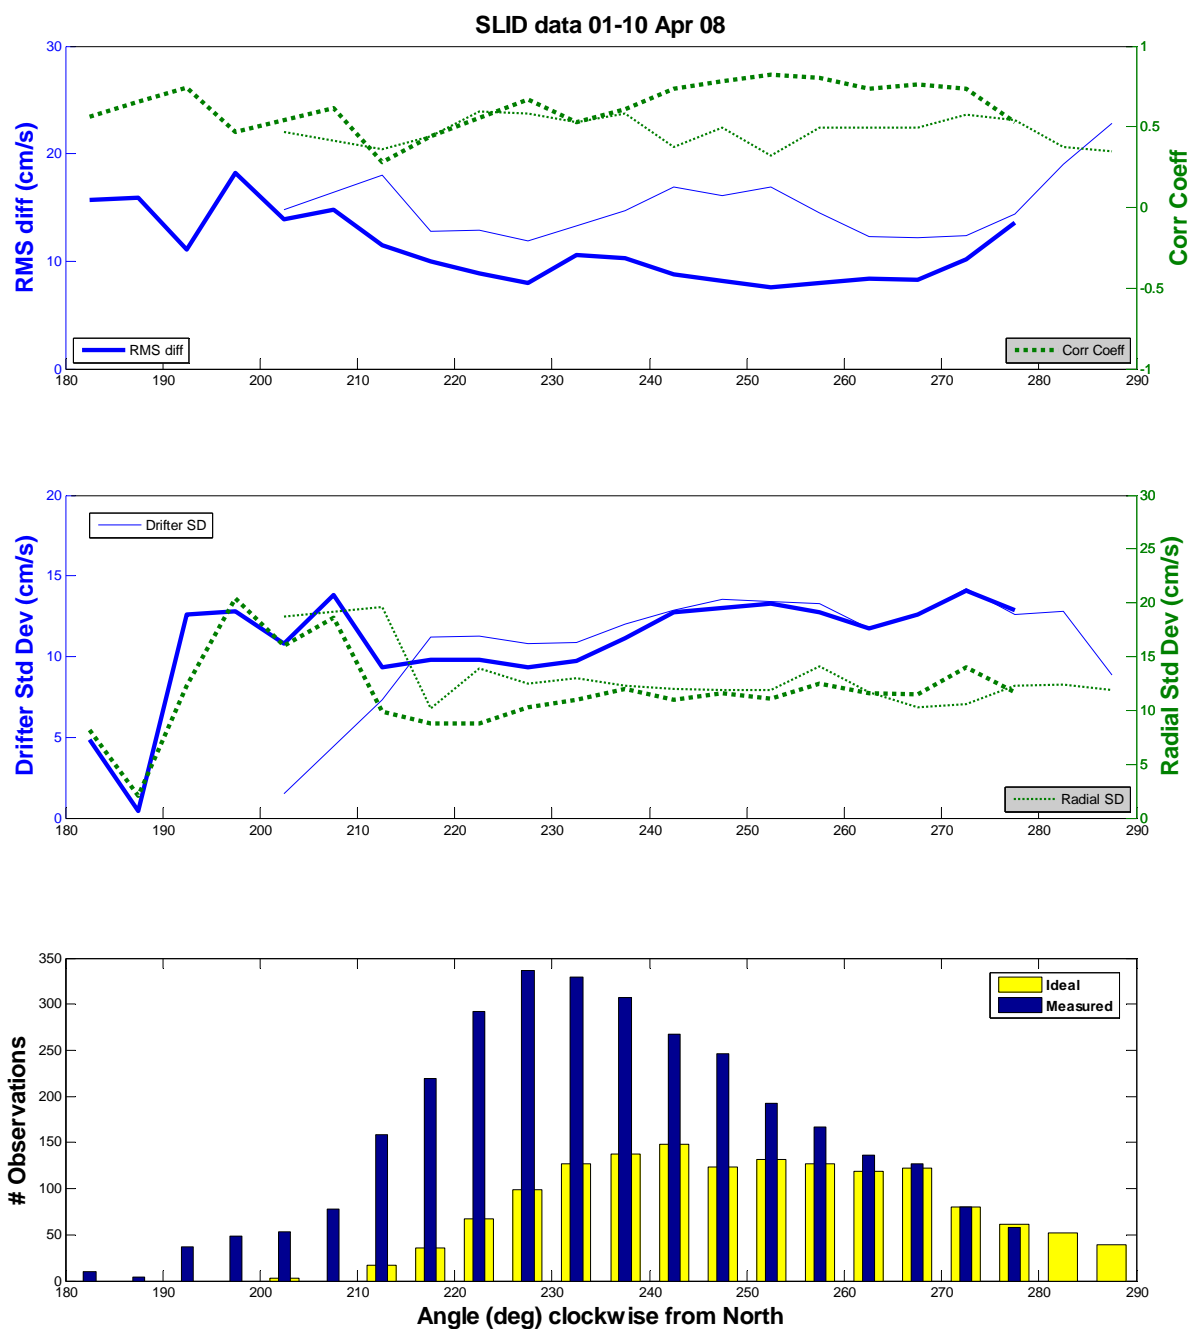 SLID data 01-10 Apr 08
30
20
10
0
RMS diff (cm/s)
1
0.5
0
-0.5
-1
Corr Coeff
RMS diff
Corr Coeff
180 190 200 210 220 230 240 250 260 270 280 290
20
15
10
5
0
Drifter Std Dev (cm/s)
30
25
20
15
10
5
0
Radial Std Dev (cm/s)
Drifter SD
Radial SD
180 190 200 210 220 230 240 250 260 270 280 290
350
300
250
200
150
100
50
0
# Observations
Ideal
Measured
180 190 200 210 220 230 240 250 260 270 280 290
Angle (deg) clockwise from North